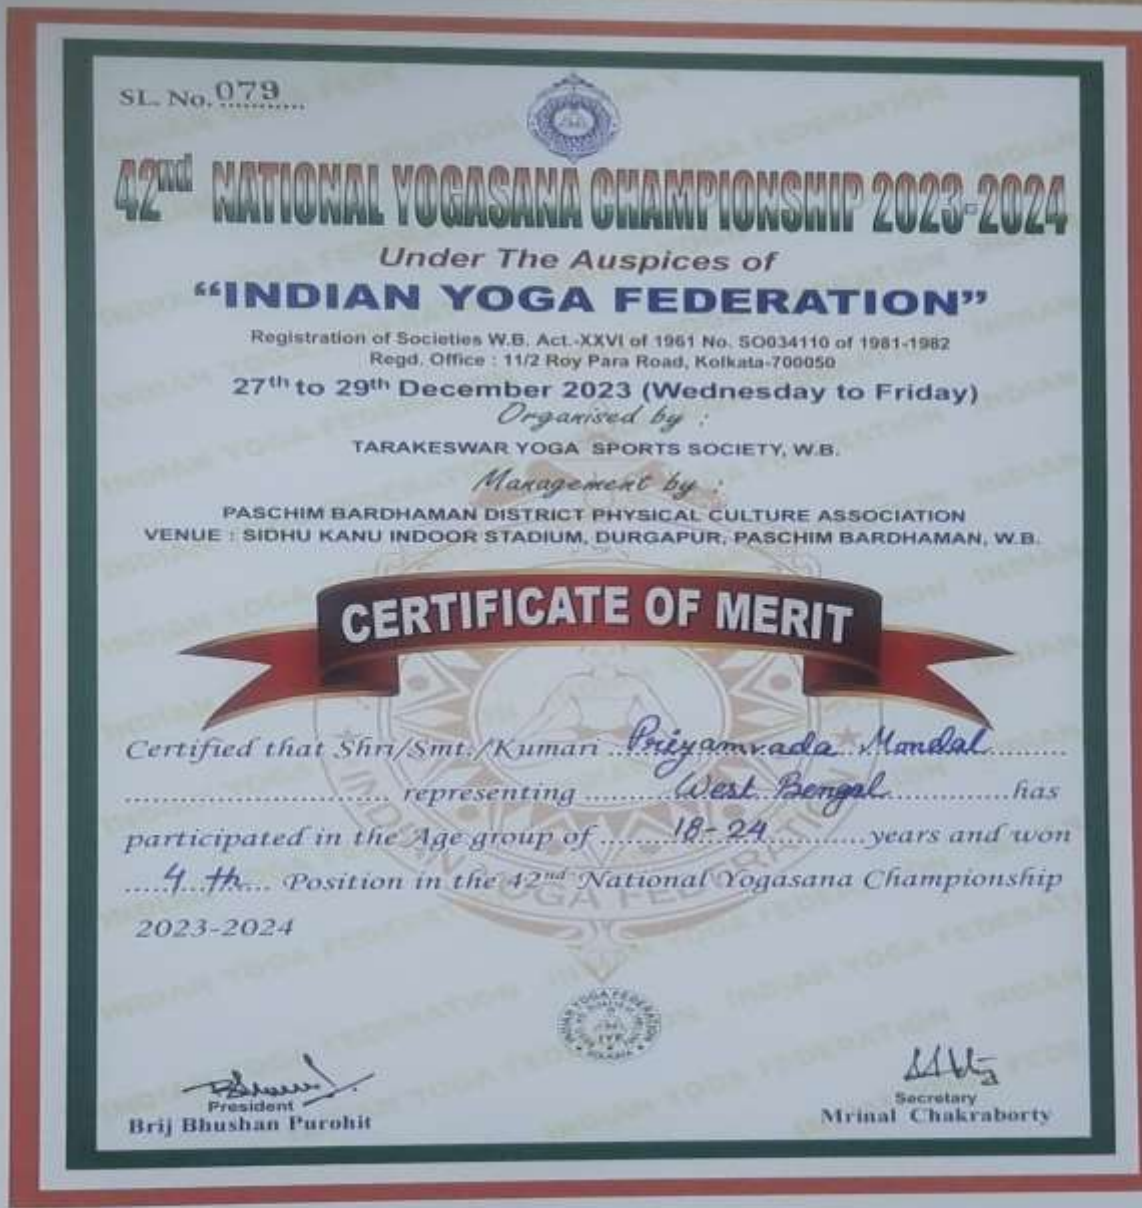 SL. No. 079
42nd NATIONAL YOGASANA CHAMPIONSHIP 2023-2024
Under The Auspices of
“INDIAN YOGA FEDERATION”
Registration of Societies W.B. Act.-XXVI of 1961 No. SO034110 of 1981-1982
Regd. Office : 11/2 Roy Para Road, Kolkata-700050
27th to 29th December 2023 (Wednesday to Friday)
Organised by :
TARAKESWAR YOGA SPORTS SOCIETY, W.B.
Management by :
PASCHIM BARDHAMAN DISTRICT PHYSICAL CULTURE ASSOCIATION
VENUE : SIDHU KANU INDOOR STADIUM, DURGAPUR, PASCHIM BARDHAMAN, W.B.
CERTIFICATE OF MERIT
Certified that Shri/Smt./Kumari Priyamvada Mondal
representing West Bengal has
participated in the Age group of 18-24 years and won
4 th Position in the 42nd National Yogasana Championship
2023-2024
INDIAN YOGA FEDERATION
President
Brij Bhushan Purohit
Secretary
Mrinal Chakraborty